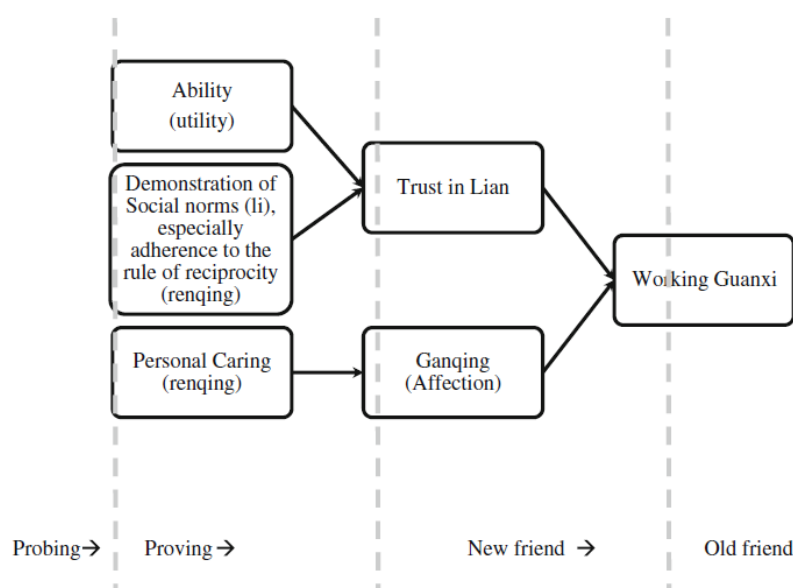 Ability
(utility)
Demonstration of
Social norms (li),
especially
adherence to the
rule of reciprocity
(renqing)
Personal Caring
(renqing)
Trust in Lian
Ganqing
(Affection)
Working Guanxi
Probing→
Proving→
New friend →
Old friend